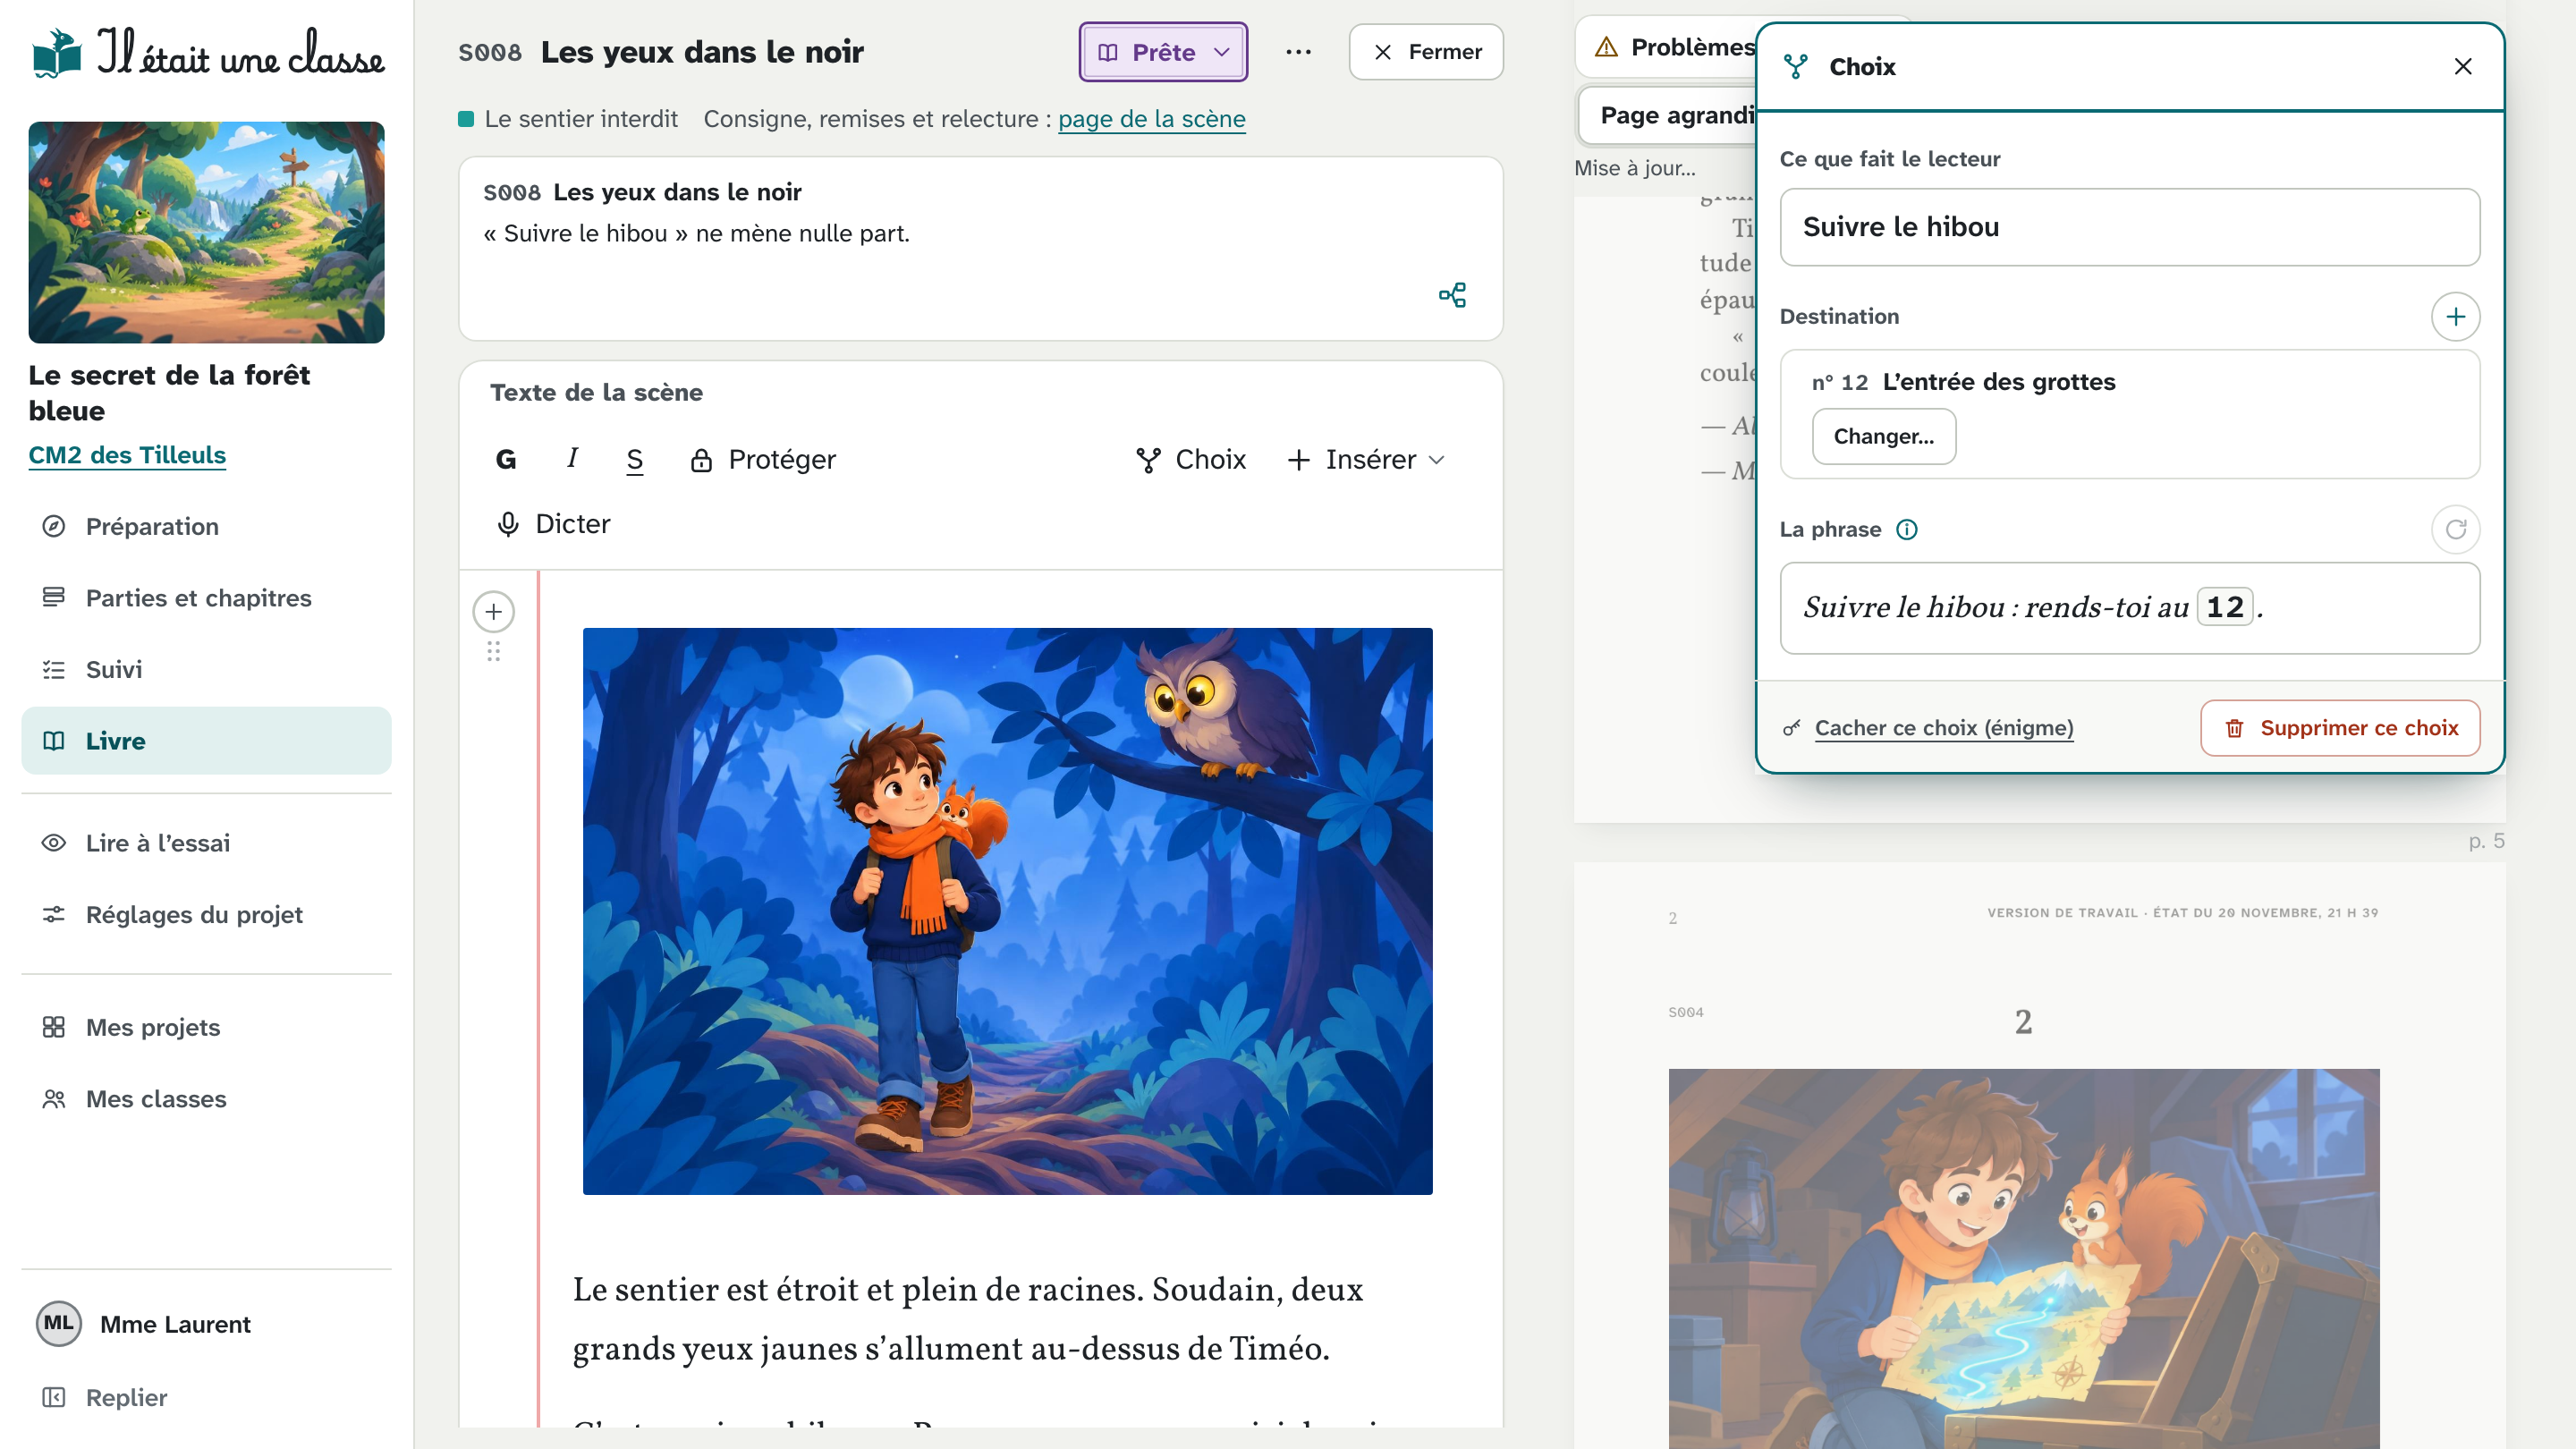 Il était une classe
Le secret de la forêt
bleue
CM2 des Tilleuls
Préparation
Parties et chapitres
Suivi
Livre
Lire à l’essai
Réglages du projet
Mes projets
Mes classes
ML Mme Laurent
Replier
S008 Les yeux dans le noir
Prête
Fermer
Le sentier interdit Consigne, remises et relecture : page de la scène
S008 Les yeux dans le noir
« Suivre le hibou » ne mène nulle part.
Texte de la scène
G I S Protéger Choix Insérer
Dicter
Le sentier est étroit et plein de racines. Soudain, deux
grands yeux jaunes s’allument au-dessus de Timéo.
Problèmes
Page agrandi
Mise à jour…
Ti
tude
épau
«
coule
— Al
— M
Choix
Ce que fait le lecteur
Suivre le hibou
Destination
n° 12 L’entrée des grottes
Changer…
La phrase
Suivre le hibou : rends-toi au 12.
Cacher ce choix (énigme)
Supprimer ce choix
p. 5
2 VERSION DE TRAVAIL · ÉTAT DU 20 NOVEMBRE, 21 H 39
S004 2